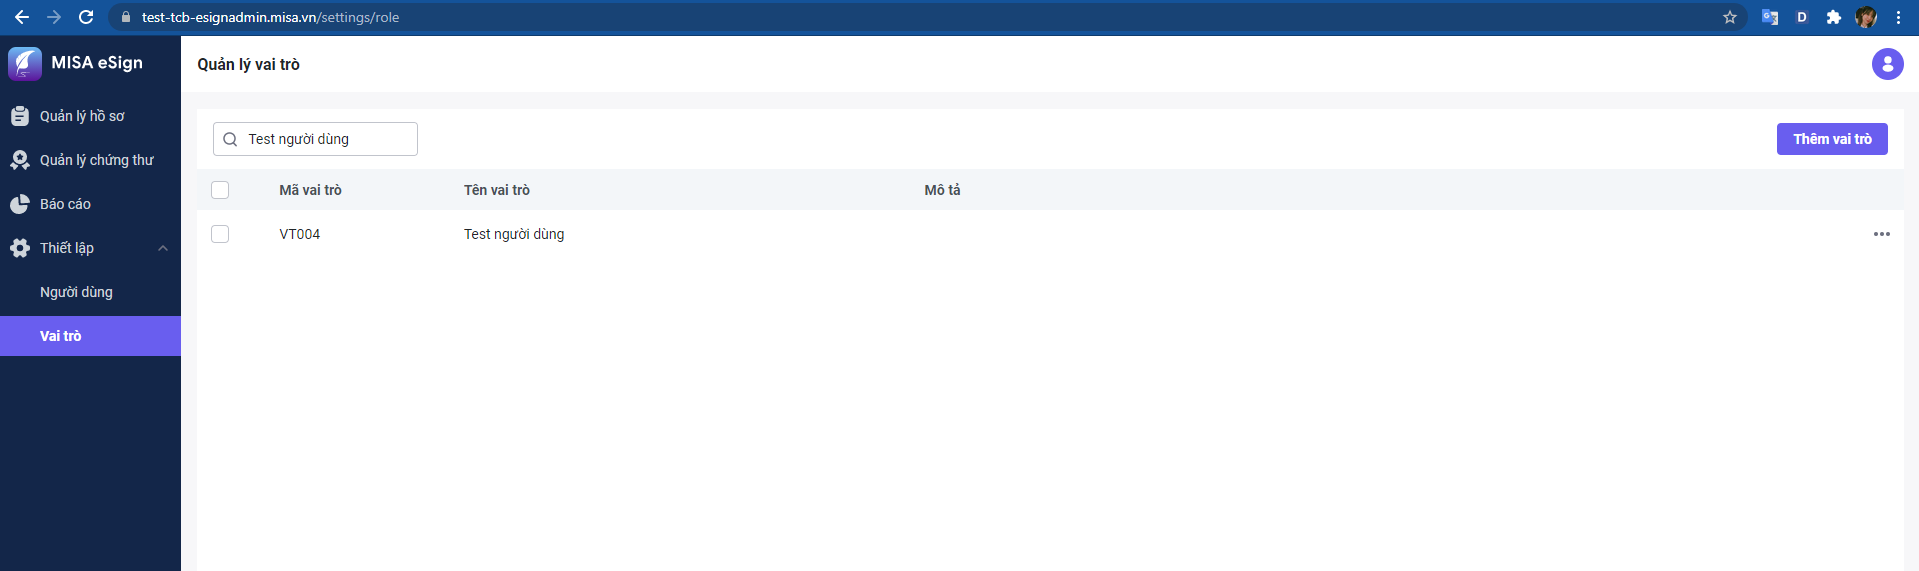 test-tcb-esignadmin.misa.vn/settings/role
MISA eSign
Quản lý vai trò
Quản lý hồ sơ
Quản lý chứng thư
Báo cáo
Thiết lập
Người dùng
Vai trò
Test người dùng
Thêm vai trò
Mã vai trò Tên vai trò Mô tả
VT004 Test người dùng